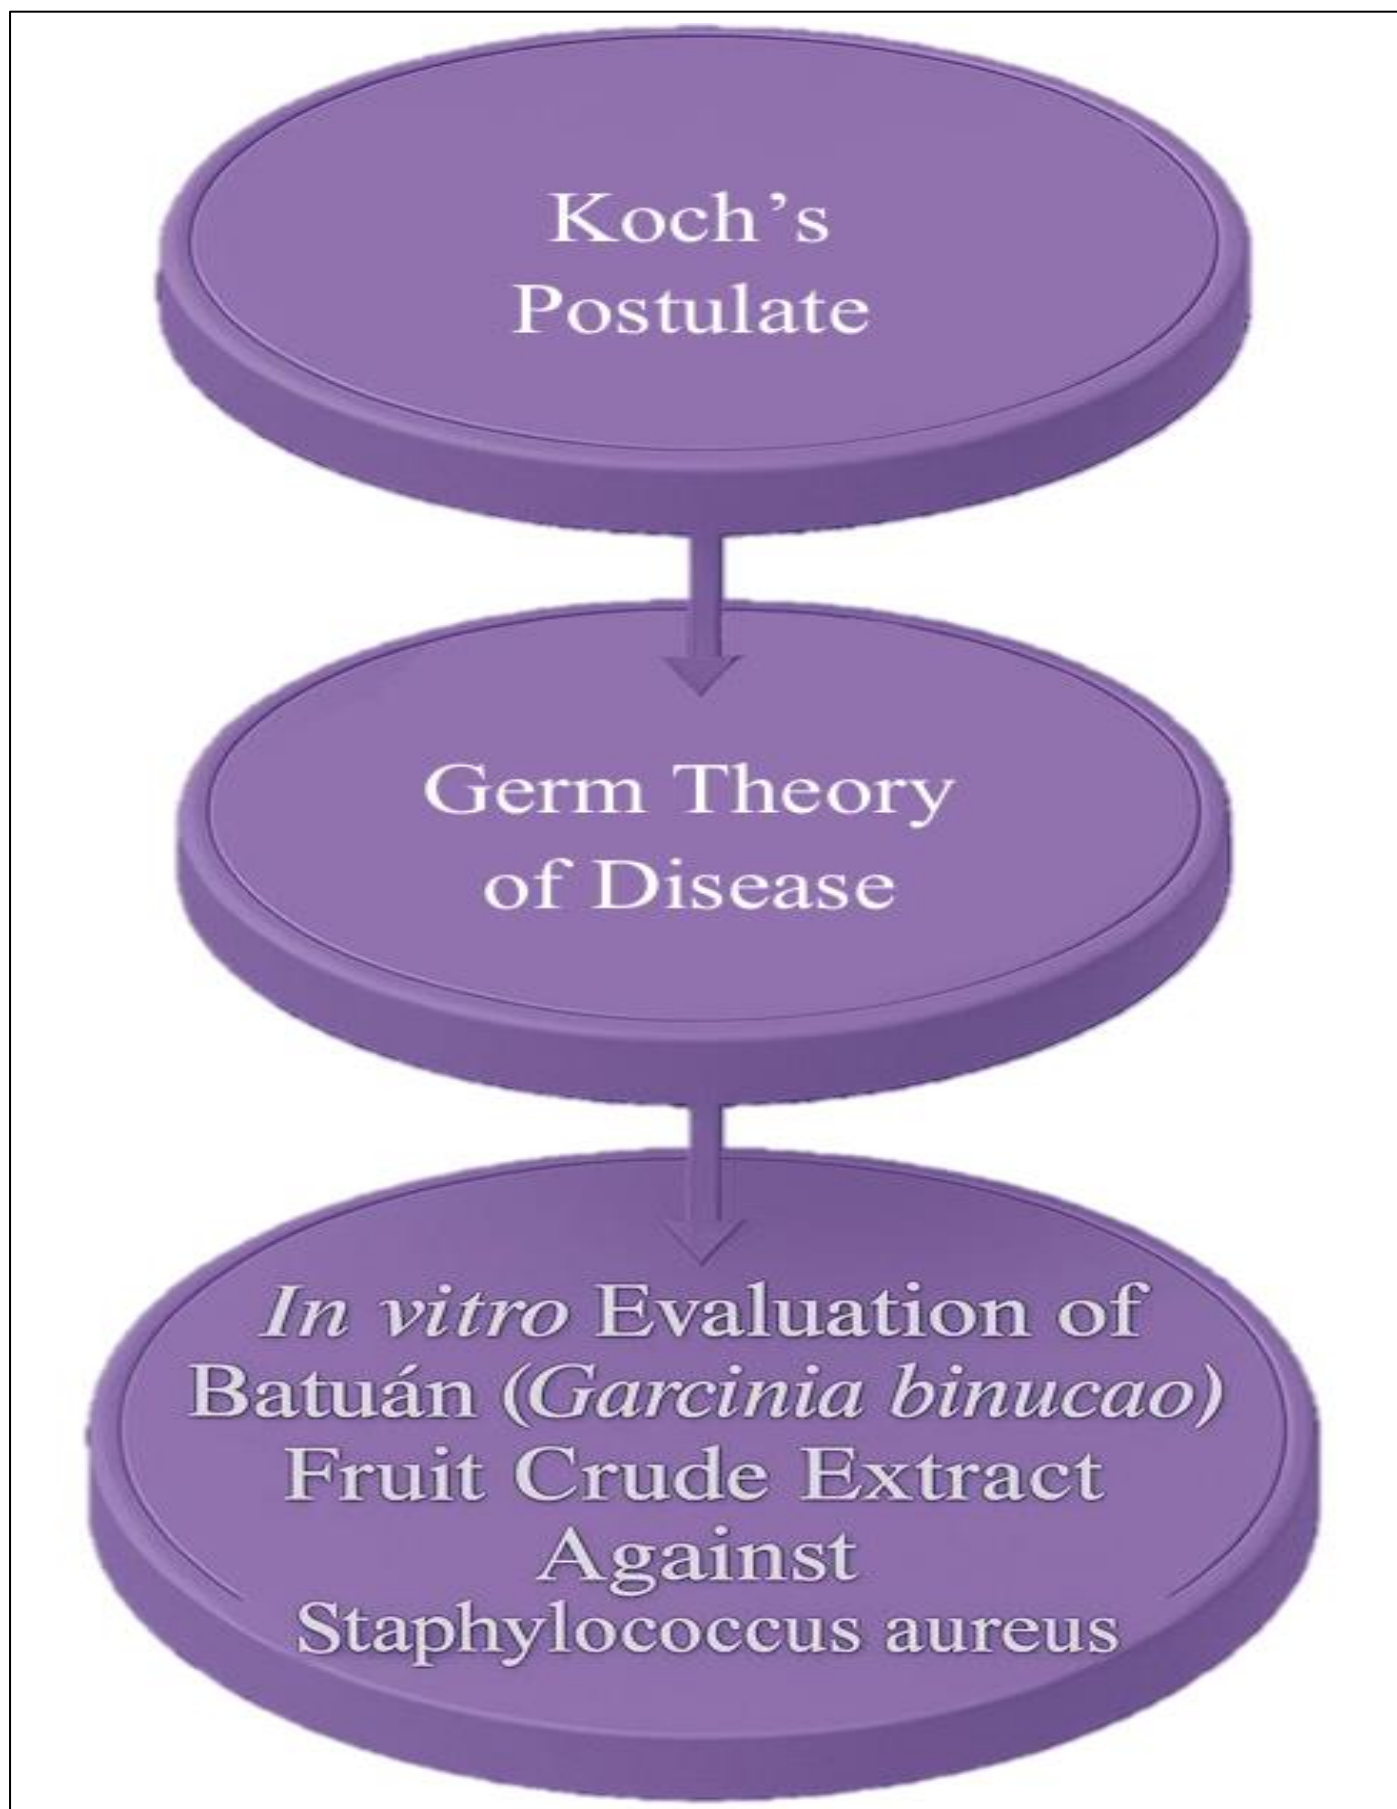 Koch’s
Postulate
Germ Theory
of Disease
In vitro Evaluation of
Batuán (Garcinia binucao)
Fruit Crude Extract
Against
Staphylococcus aureus